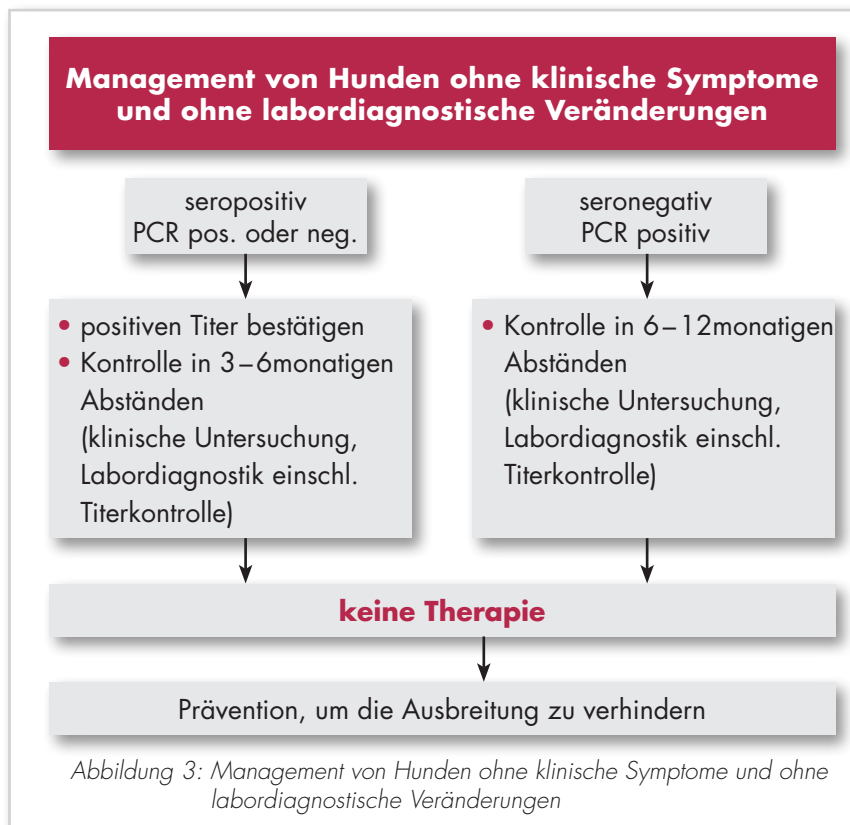 Management von Hunden ohne klinische Symptome
und ohne labordiagnostische Veränderungen
seropositiv
PCR pos. oder neg.
• positiven Titer bestätigen
• Kontrolle in 3–6monatigen
Abständen
(klinische Untersuchung,
Labordiagnostik einschl.
Titerkontrolle)
seronegativ
PCR positiv
• Kontrolle in 6–12monatigen
Abständen
(klinische Untersuchung,
Labordiagnostik einschl.
Titerkontrolle)
keine Therapie
Prävention, um die Ausbreitung zu verhindern
Abbildung 3: Management von Hunden ohne klinische Symptome und ohne
labordiagnostische Veränderungen